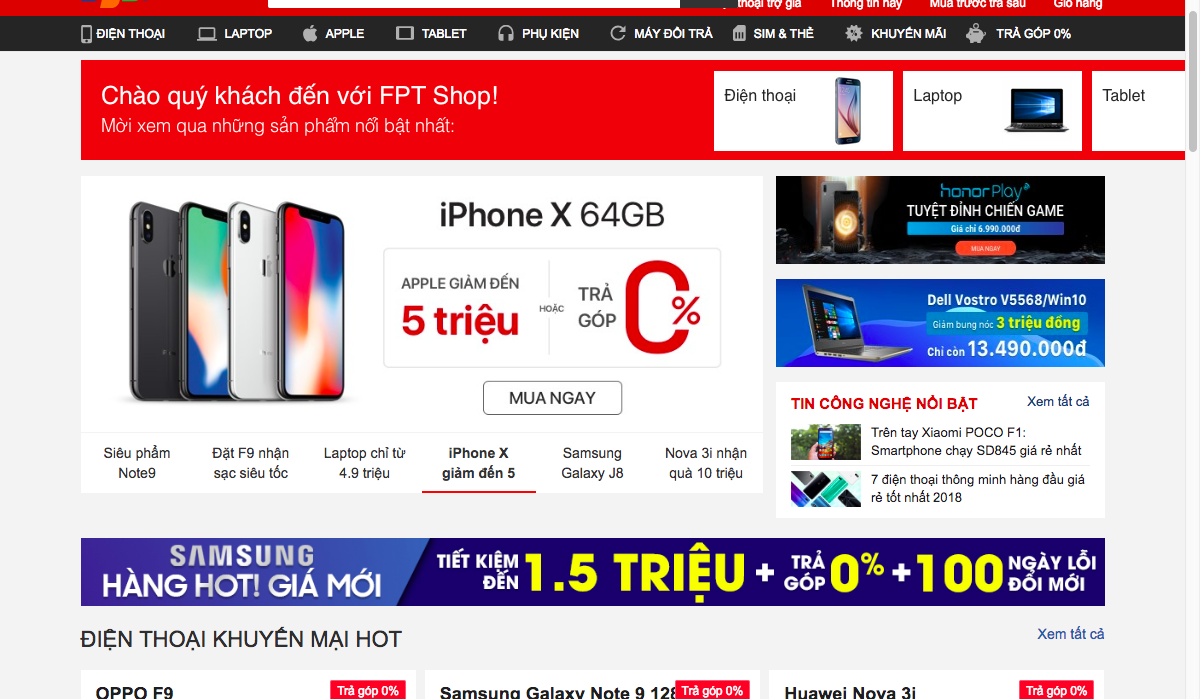 thoại trợ giá Thông tin hay Mua trước trả sau Giỏ hàng
ĐIỆN THOẠI LAPTOP APPLE TABLET PHỤ KIỆN MÁY ĐỔI TRẢ SIM & THẺ KHUYẾN MÃI TRẢ GÓP 0%
Chào quý khách đến với FPT Shop!
Mời xem qua những sản phẩm nổi bật nhất:
Điện thoại
Laptop
Tablet
iPhone X 64GB
APPLE GIẢM ĐẾN
5 triệu
HOẶC
TRẢ
GÓP
0%
MUA NGAY
Siêu phẩm
Note9
Đặt F9 nhận
sạc siêu tốc
Laptop chỉ từ
4.9 triệu
iPhone X
giảm đến 5
Samsung
Galaxy J8
Nova 3i nhận
quà 10 triệu
honor Play
TUYỆT ĐỈNH CHIẾN GAME
Giá chỉ 6.990.000đ
MUA NGAY
Dell Vostro V5568/Win10
Giảm bung nóc 3 triệu đồng
Chỉ còn 13.490.000đ
TIN CÔNG NGHỆ NỔI BẬT
Xem tất cả
Trên tay Xiaomi POCO F1:
Smartphone chạy SD845 giá rẻ nhất
7 điện thoại thông minh hàng đầu giá
rẻ tốt nhất 2018
SAMSUNG
HÀNG HOT! GIÁ MỚI
TIẾT KIỆM
ĐẾN
1.5 TRIỆU +
TRẢ
GÓP
0% + 100
NGÀY LỖI
ĐỔI MỚI
ĐIỆN THOẠI KHUYẾN MẠI HOT
Xem tất cả
OPPO F9
Trả góp 0%
Samsung Galaxy Note 9 128
Trả góp 0%
Huawei Nova 3i
Trả góp 0%